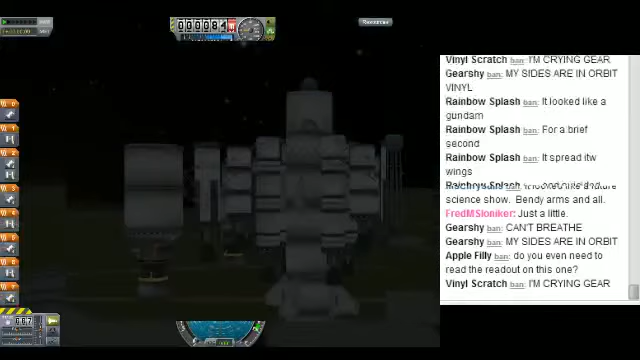 000084
Resources
Vinyl Scratch ban: I'M CRYING GEAR
Gearshy ban: MY SIDES ARE IN ORBIT
VINYL
Rainbow Splash ban: It looked like a
gundam
Rainbow Splash ban: For a brief
second
Rainbow Splash ban: It spread itw
wings
science show. Bendy arms and all.
FredMSloniker: Just a little.
Gearshy ban: CAN'T BREATHE
Gearshy ban: MY SIDES ARE IN ORBIT
Apple Filly ban: do you even need to
read the readout on this one?
Vinyl Scratch ban: I'M CRYING GEAR